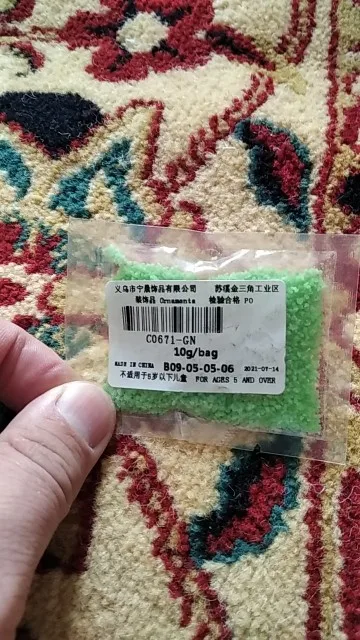 义乌市宁晨饰品有限公司 苏溪金三角工业区
装饰品 Ornaments 检验合格 PO
C0671-GN
10g/bag
MADE IN CHINA B09-05-05-06 2021-07-14
不适用于5岁以下儿童 FOR AGES 5 AND OVER